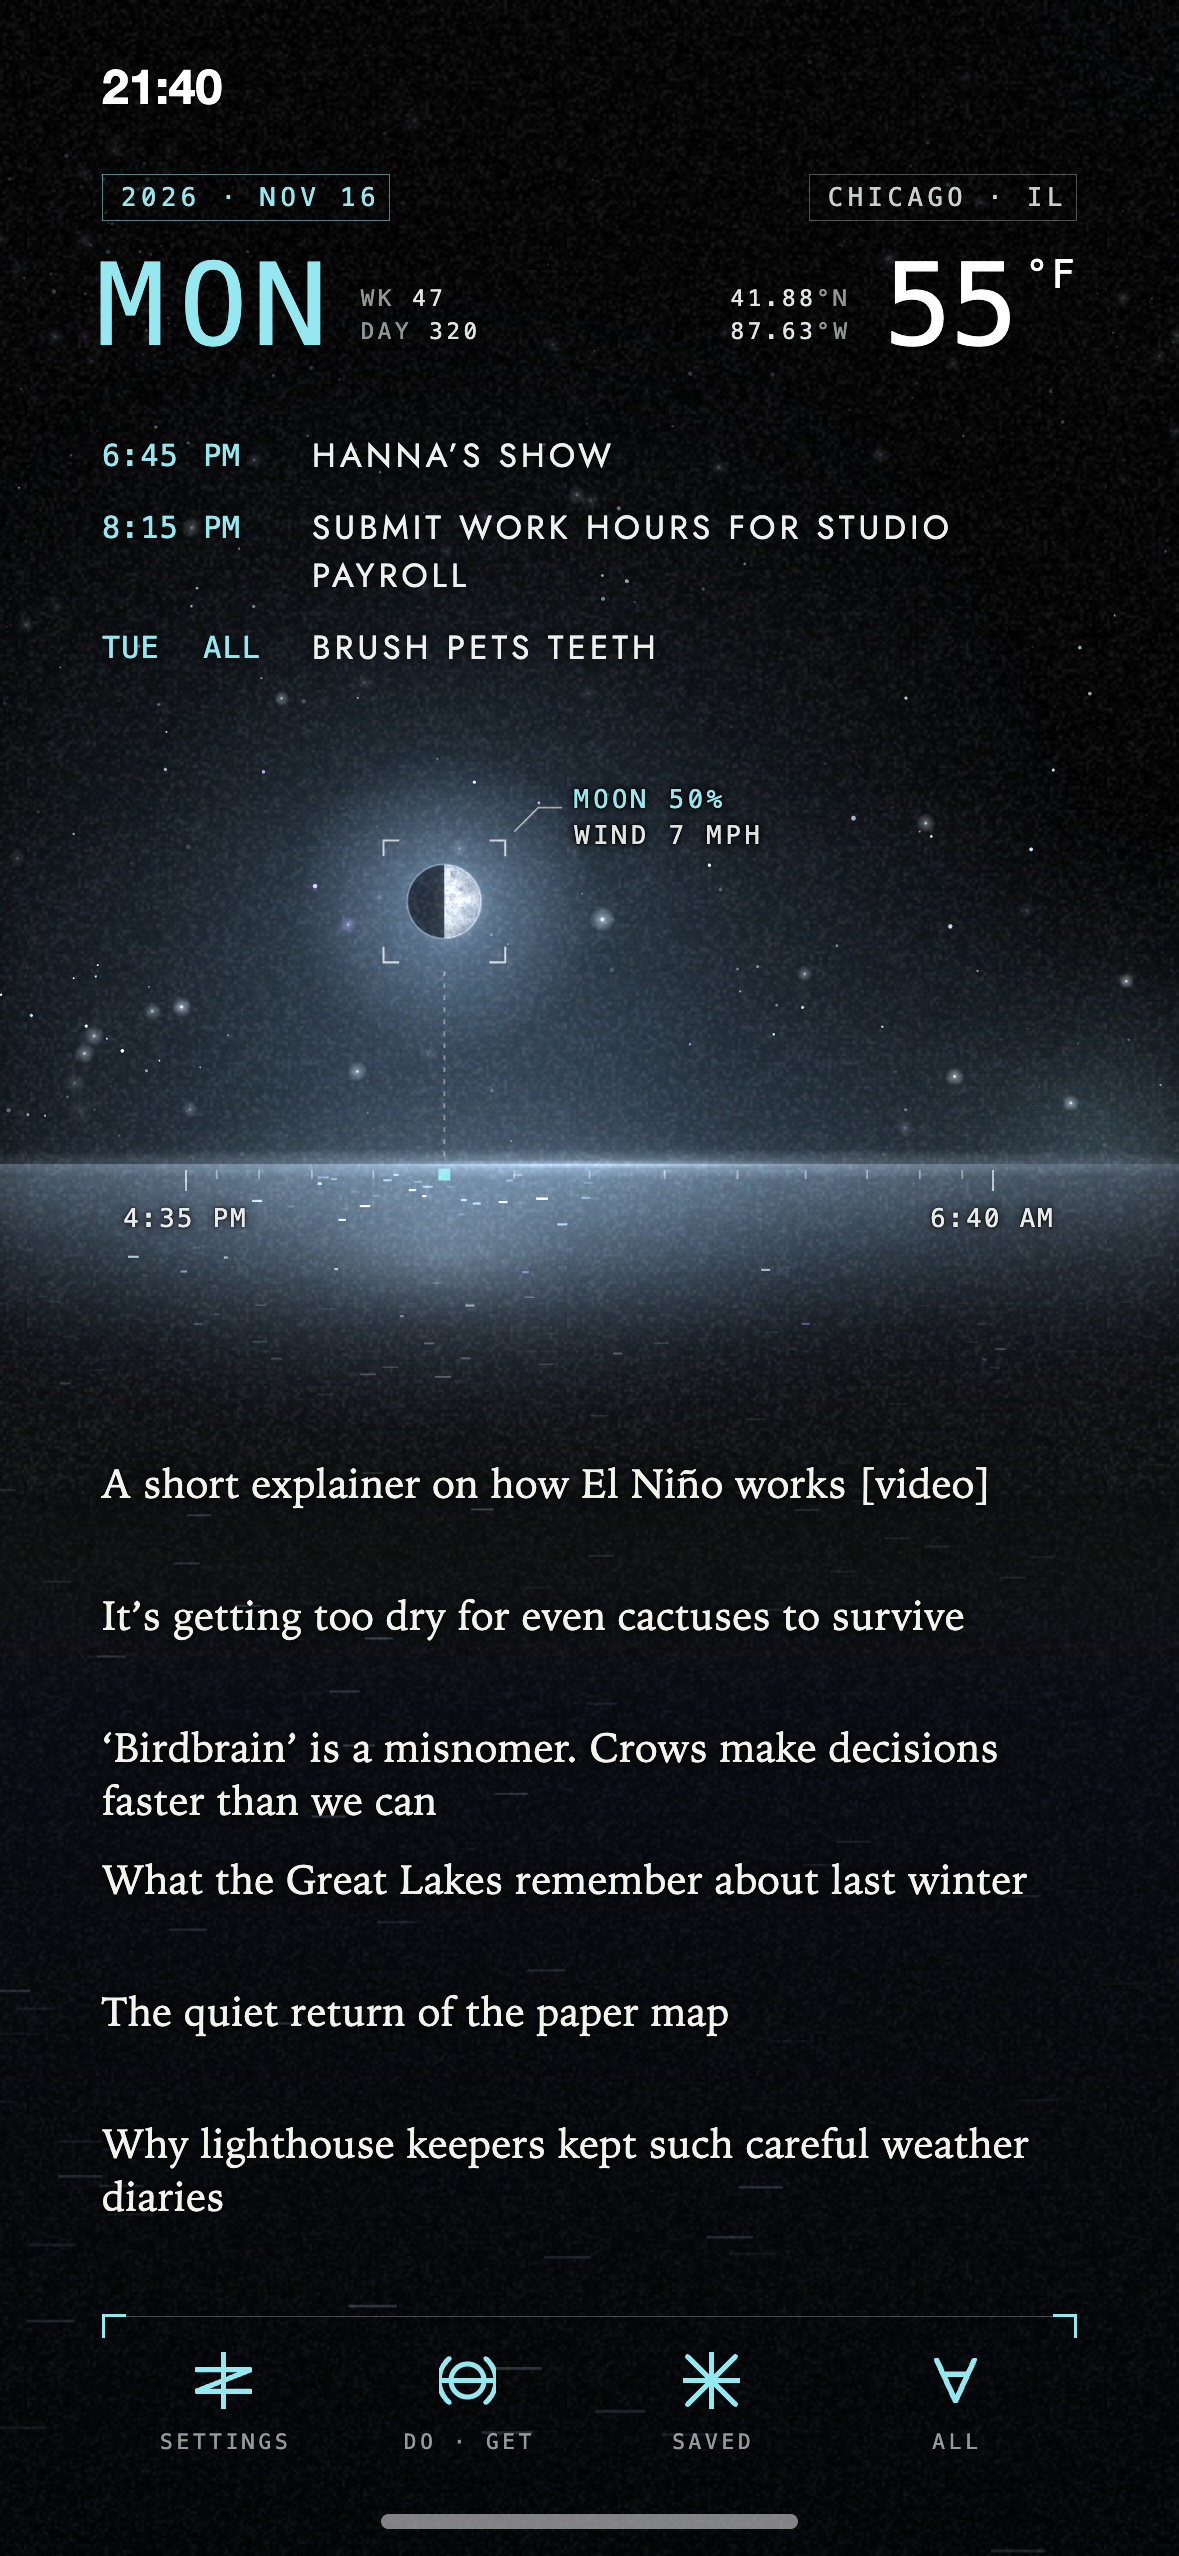 21:40
2026 · NOV 16
CHICAGO · IL
MON
WK 47
DAY 320
41.88°N
87.63°W
55°F
6:45 PM HANNA’S SHOW
8:15 PM SUBMIT WORK HOURS FOR STUDIO
PAYROLL
TUE ALL BRUSH PETS TEETH
MOON 50%
WIND 7 MPH
4:35 PM
6:40 AM
A short explainer on how El Niño works [video]
It’s getting too dry for even cactuses to survive
‘Birdbrain’ is a misnomer. Crows make decisions
faster than we can
What the Great Lakes remember about last winter
The quiet return of the paper map
Why lighthouse keepers kept such careful weather
diaries
SETTINGS
DO · GET
SAVED
ALL